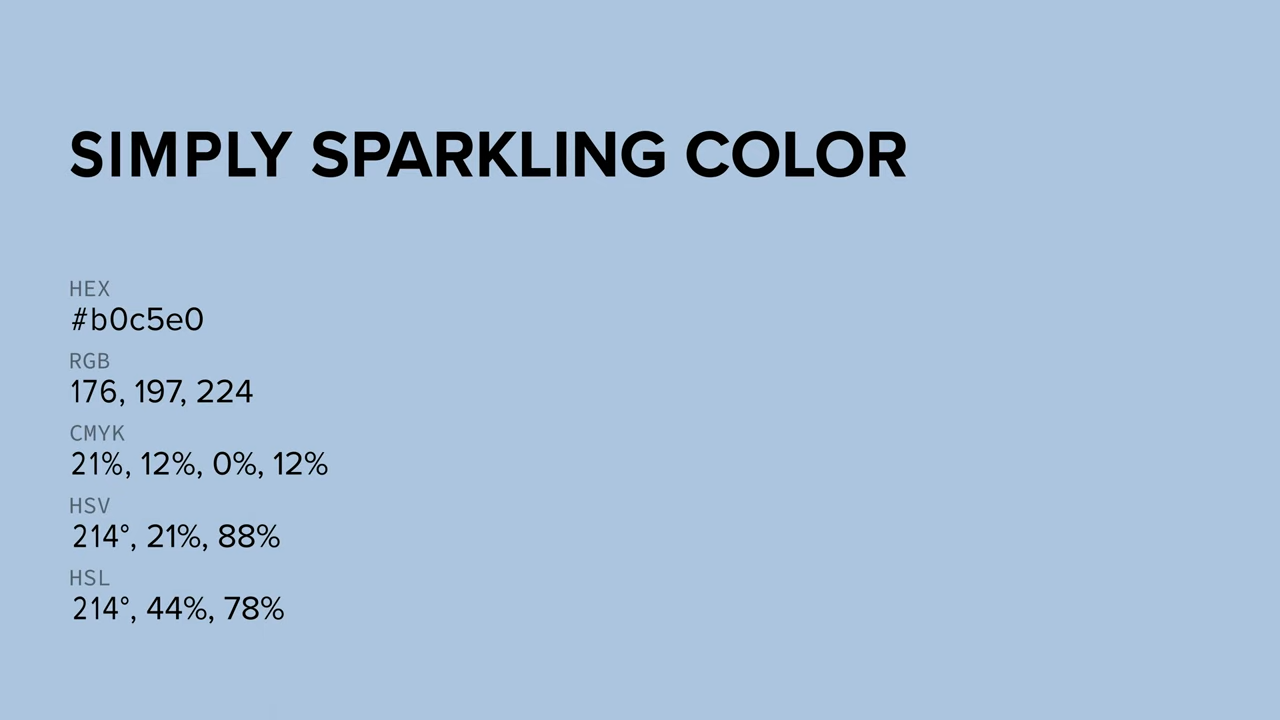 SIMPLY SPARKLING COLOR
HEX
#b0c5e0
RGB
176, 197, 224
CMYK
21%, 12%, 0%, 12%
HSV
214°, 21%, 88%
HSL
214°, 44%, 78%